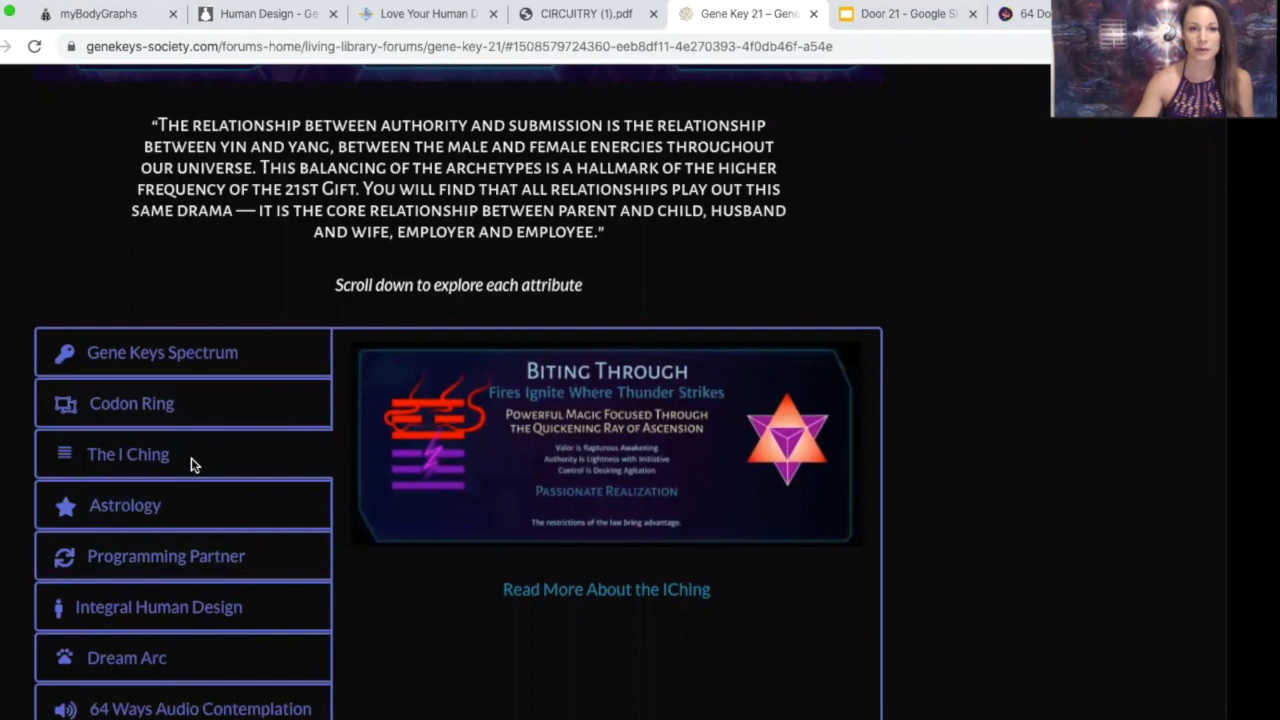 myBodyGraphs
Human Design - Ge
Love Your Human D
CIRCUITRY (1).pdf
Gene Key 21 – Gene
Door 21 - Google Sl
64 Do
genekeys-society.com/forums-home/living-library-forums/gene-key-21/#1508579724360-eeb8df11-4e270393-4f0db46f-a54e
“The relationship between authority and submission is the relationship
between yin and yang, between the male and female energies throughout
our universe. This balancing of the archetypes is a hallmark of the higher
frequency of the 21st Gift. You will find that all relationships play out this
same drama — it is the core relationship between parent and child, husband
and wife, employer and employee.”
Scroll down to explore each attribute
Gene Keys Spectrum
Codon Ring
The I Ching
Astrology
Programming Partner
Integral Human Design
Dream Arc
64 Ways Audio Contemplation
Biting Through
Fires Ignite Where Thunder Strikes
Powerful Magic Focused Through
the Quickening Ray of Ascension
Valor is Rapturous Awakening
Authority is Lightness with Initiative
Control is Desiring Agitation
Passionate Realization
The restrictions of the law bring advantage.
Read More About the IChing